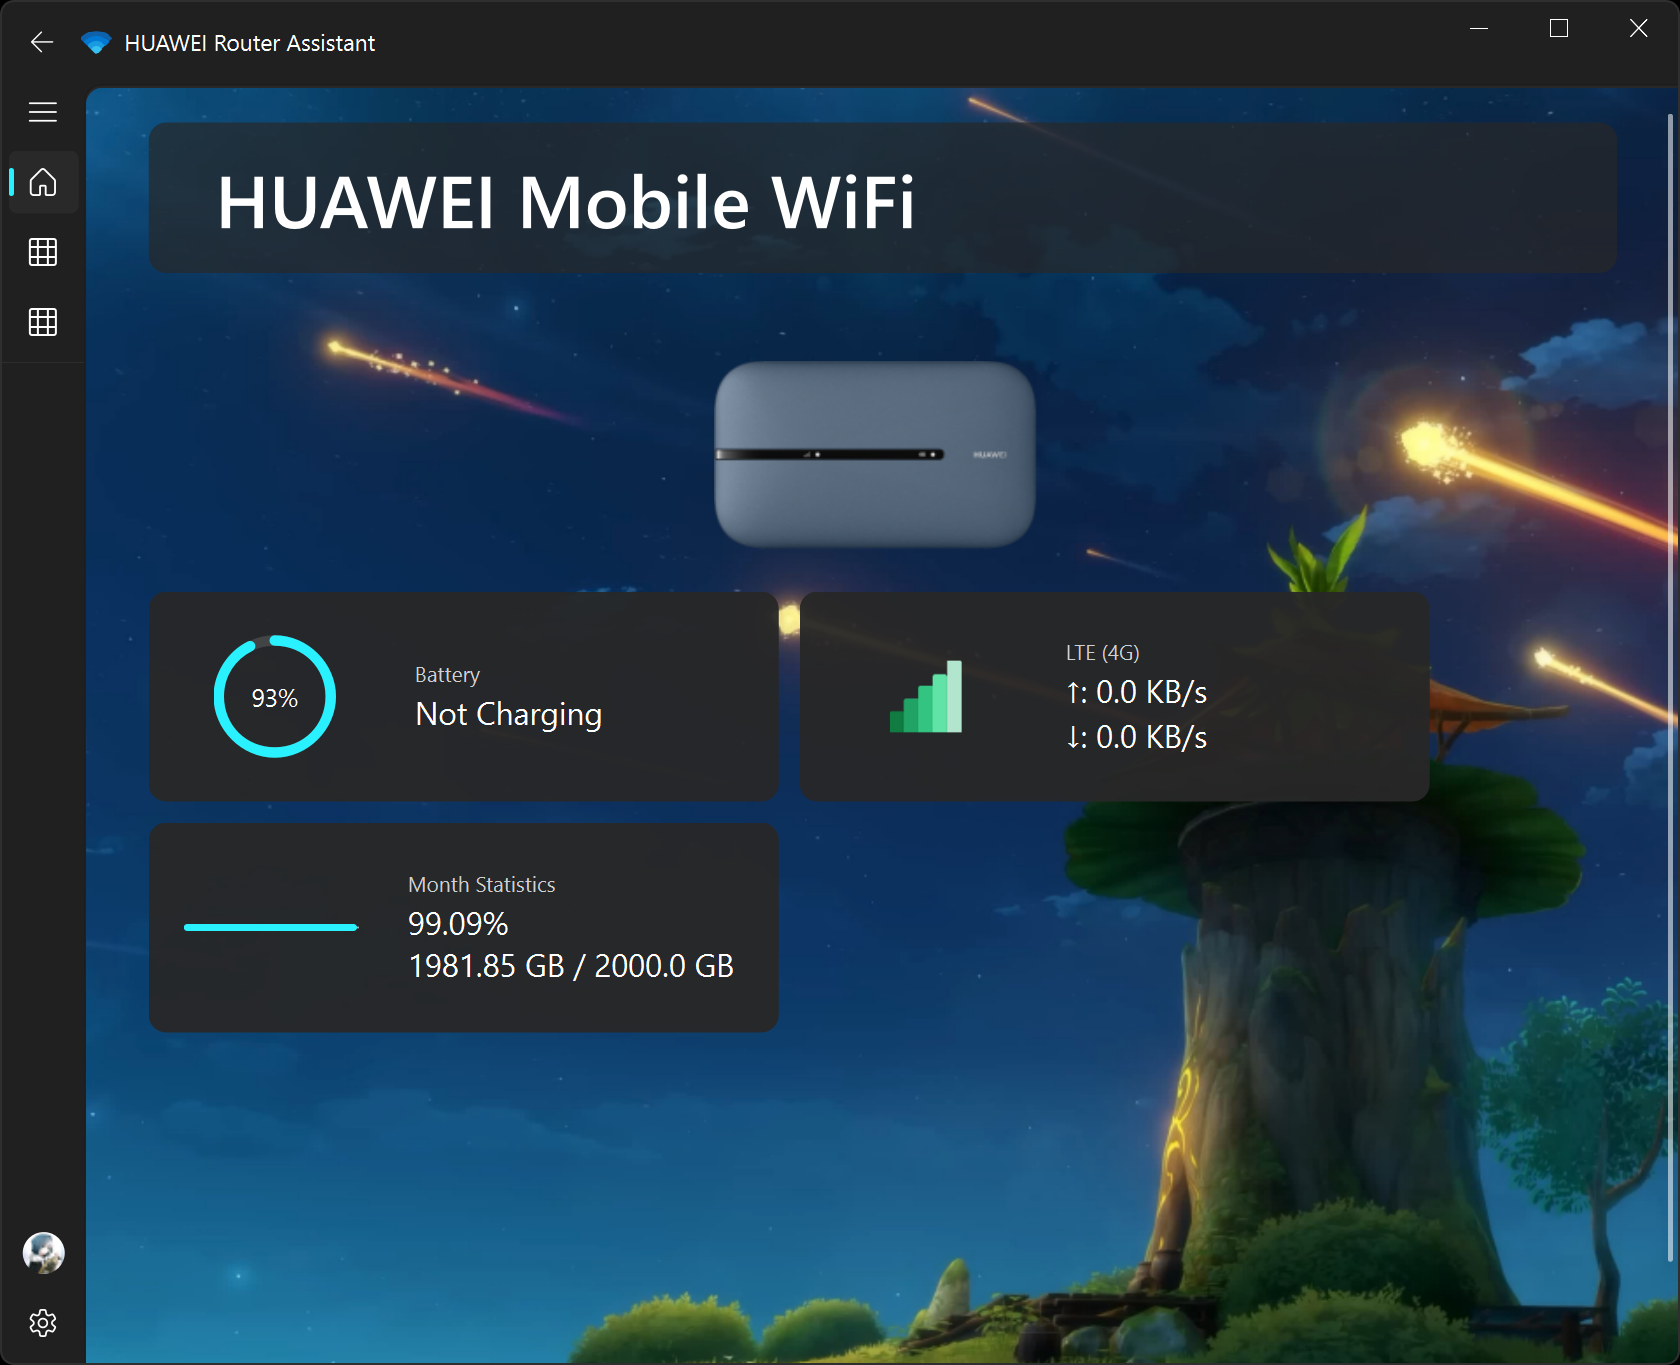 HUAWEI Router Assistant
HUAWEI Mobile WiFi
HUAWEI
93%
Battery
Not Charging
LTE (4G)
↑: 0.0 KB/s
↓: 0.0 KB/s
Month Statistics
99.09%
1981.85 GB / 2000.0 GB